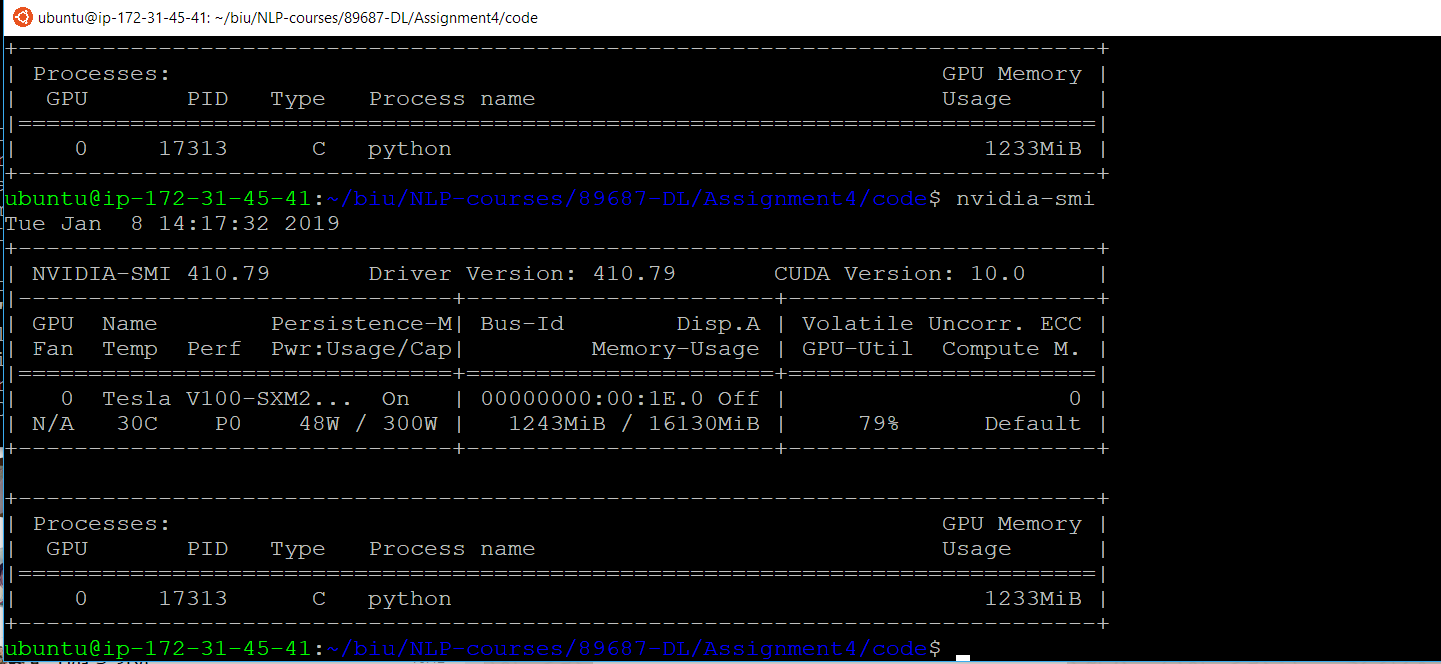 ubuntu@ip-172-31-45-41: ~/biu/NLP-courses/89687-DL/Assignment4/code
+-----------------------------------------------------------------------------+
| Processes:                                                       GPU Memory |
|  GPU       PID   Type   Process name                             Usage      |
|=============================================================================|
|    0     17313      C   python                                      1233MiB |
+-----------------------------------------------------------------------------+
ubuntu@ip-172-31-45-41:~/biu/NLP-courses/89687-DL/Assignment4/code$ nvidia-smi
Tue Jan  8 14:17:32 2019
+-----------------------------------------------------------------------------+
| NVIDIA-SMI 410.79       Driver Version: 410.79       CUDA Version: 10.0     |
|-------------------------------+----------------------+----------------------+
| GPU  Name        Persistence-M| Bus-Id        Disp.A | Volatile Uncorr. ECC |
| Fan  Temp  Perf  Pwr:Usage/Cap|         Memory-Usage | GPU-Util  Compute M. |
|===============================+======================+======================|
|   0  Tesla V100-SXM2...  On   | 00000000:00:1E.0 Off |                    0 |
| N/A   30C    P0    48W / 300W |   1243MiB / 16130MiB |     79%      Default |
+-------------------------------+----------------------+----------------------+
+-----------------------------------------------------------------------------+
| Processes:                                                       GPU Memory |
|  GPU       PID   Type   Process name                             Usage      |
|=============================================================================|
|    0     17313      C   python                                      1233MiB |
+-----------------------------------------------------------------------------+
ubuntu@ip-172-31-45-41:~/biu/NLP-courses/89687-DL/Assignment4/code$